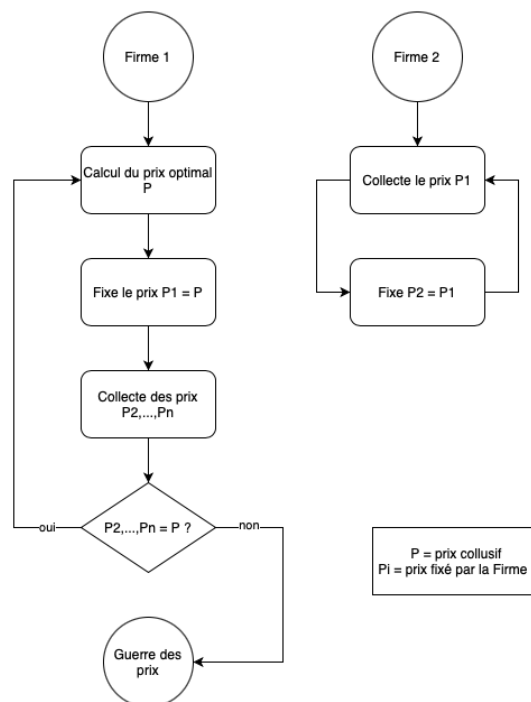 Firme 1
Firme 2
Calcul du prix optimal
P
Collecte le prix P1
Fixe le prix P1 = P
Fixe P2 = P1
Collecte des prix
P2,...,Pn
oui
P2,...,Pn = P ?
non
P = prix collusif
Pi = prix fixé par la Firme
Guerre des
prix